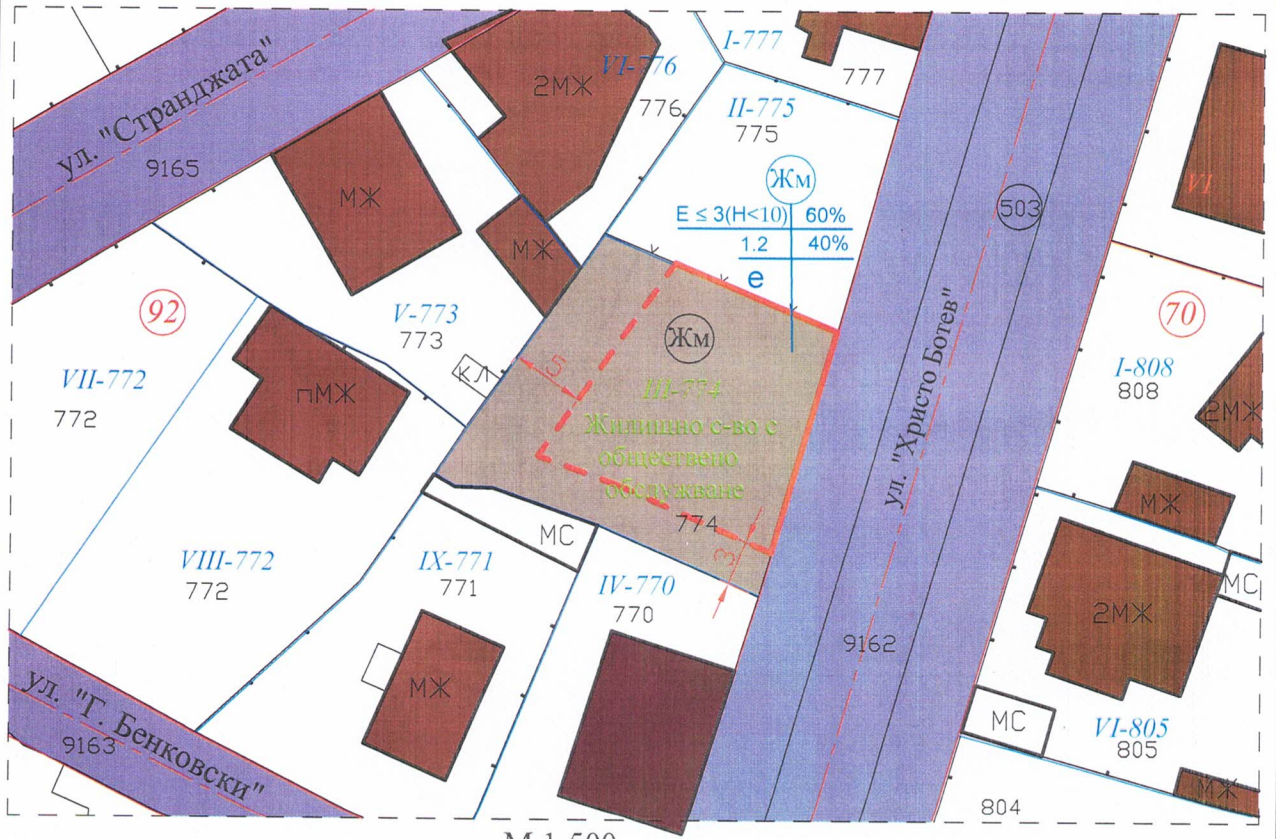 ул. "Странджата"
9165
МЖ
2МЖ
VI-776
776
I-777
777
II-775
775
Жм
E ≤ 3(H<10) 60%
1.2 40%
e
503
VI
МЖ
92
V-773
773
кл
VII-772
772
пМЖ
Жм
5
III-774
Жилищно с-во с
обществено
обслужване
774
3
ул. "Христо Ботев"
9162
70
I-808
808
2МЖ
МЖ
МС
2МЖ
VIII-772
772
IX-771
771
МС
МЖ
IV-770
770
ул. "Г. Бенковски"
9163
МС
VI-805
805
МЖ
804
М 1:500